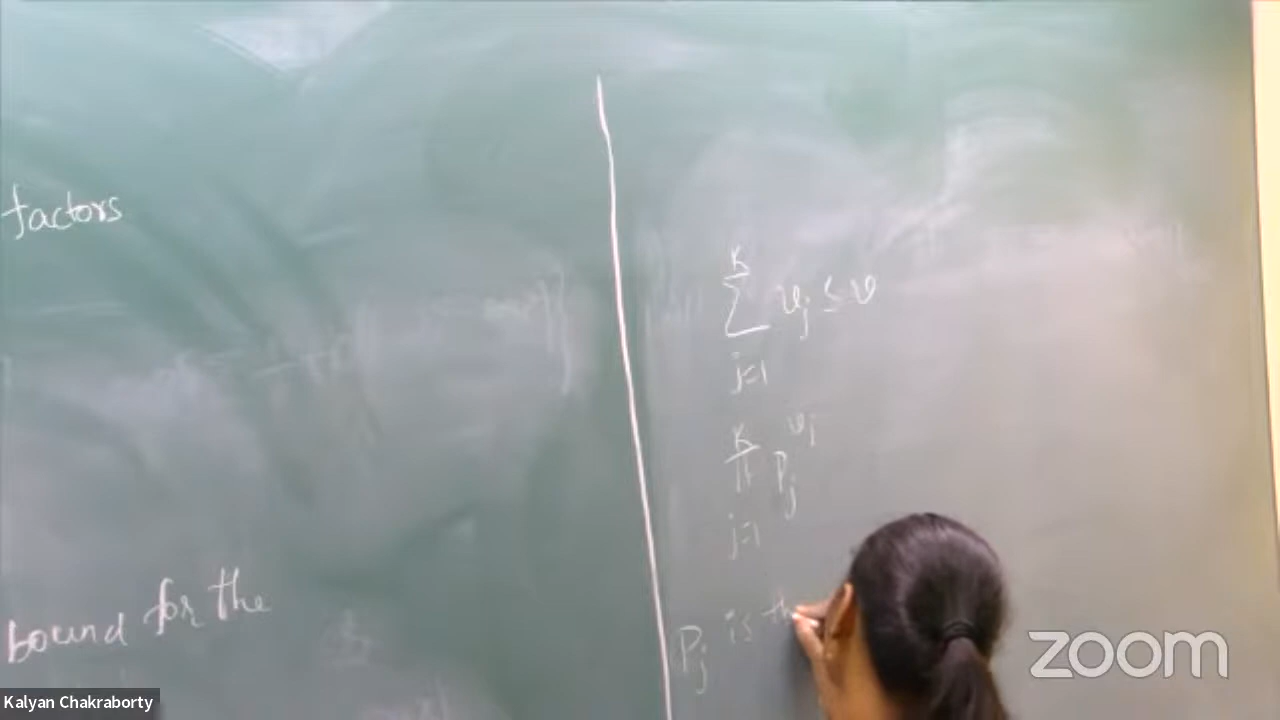 factors
bound for the
K
∑ v_j ≤ v
j=1
K
∏ P_j^{v_j}
j=1
P_j is th
Kalyan Chakraborty
zoom